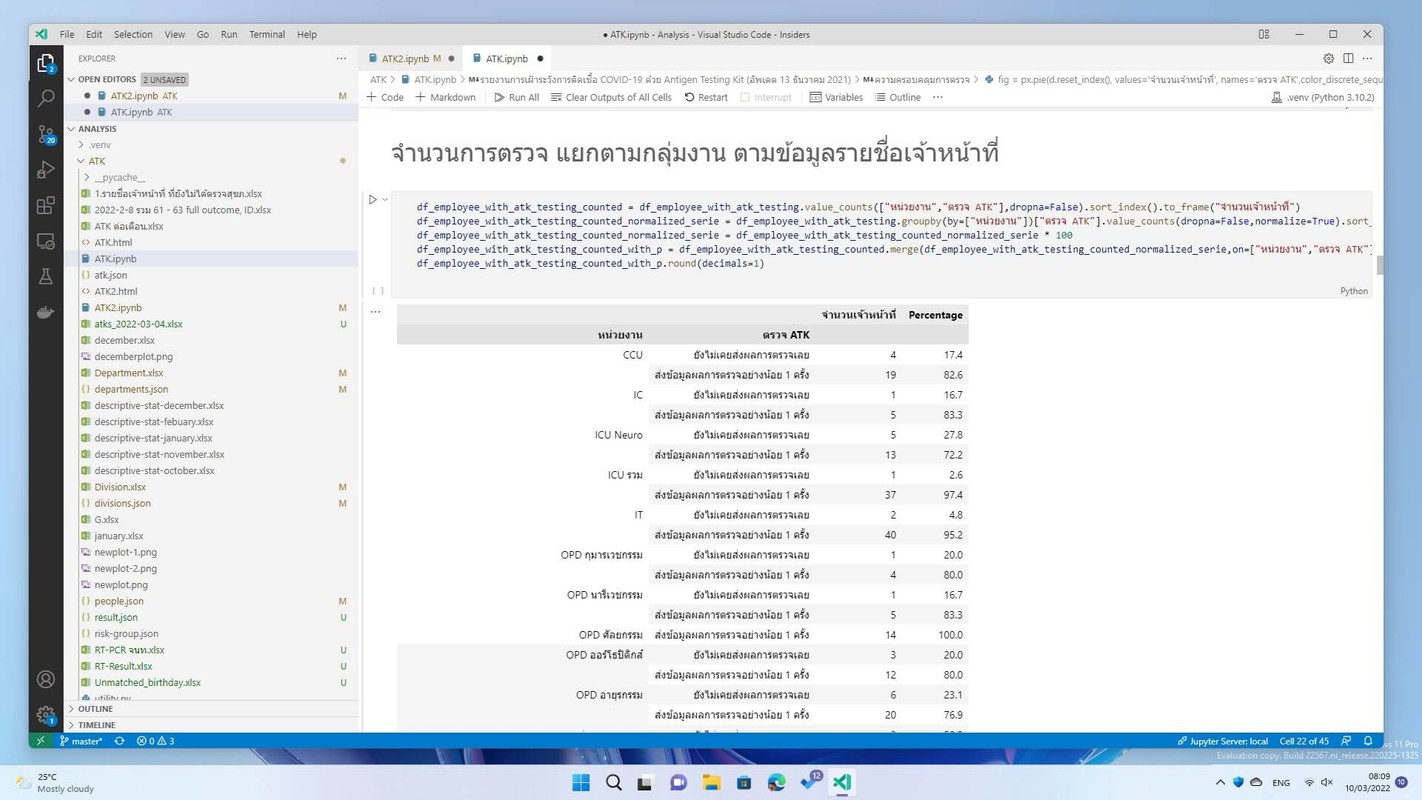 File Edit Selection View Go Run Terminal Help
● ATK.ipynb - Analysis - Visual Studio Code - Insiders
EXPLORER
ATK2.ipynb M
ATK.ipynb
OPEN EDITORS 2 UNSAVED
ATK > ATK.ipynb > M↓รายงานการเฝ้าระวังการติดเชื้อ COVID-19 ด้วย Antigen Testing Kit (อัพเดค 13 ธันวาคม 2021) > M↓ความครอบคลุมการตรวจ > fig = px.pie(d.reset_index(), values='จำนวนเจ้าหน้าที่', names='ตรวจ ATK',color_discrete_sequ
ATK2.ipynb ATK M
ATK.ipynb ATK
+ Code + Markdown Run All Clear Outputs of All Cells Restart Interrupt Variables Outline
.venv (Python 3.10.2)
ANALYSIS
.venv
ATK
__pycache__
1.รายชื่อเจ้าหน้าที่ ที่ยังไม่ได้ตรวจสุขภ.xlsx
2022-2-8 รวม 61 - 63 full outcome, ID.xlsx
ATK ต่อเดือน.xlsx
ATK.html
ATK.ipynb
atk.json
ATK2.html
ATK2.ipynb M
atks_2022-03-04.xlsx U
december.xlsx
decemberplot.png
Department.xlsx M
departments.json M
descriptive-stat-december.xlsx
descriptive-stat-febuary.xlsx
descriptive-stat-january.xlsx
descriptive-stat-november.xlsx
descriptive-stat-october.xlsx
Division.xlsx M
divisions.json M
G.xlsx
january.xlsx
newplot-1.png
newplot-2.png
newplot.png
people.json M
result.json U
risk-group.json
RT-PCR จนท.xlsx U
RT-Result.xlsx U
Unmatched_birthday.xlsx U
utility.py
OUTLINE
TIMELINE
จำนวนการตรวจ แยกตามกลุ่มงาน ตามข้อมูลรายชื่อเจ้าหน้าที่
df_employee_with_atk_testing_counted = df_employee_with_atk_testing.value_counts(["หน่วยงาน","ตรวจ ATK"],dropna=False).sort_index().to_frame("จำนวนเจ้าหน้าที่")
df_employee_with_atk_testing_counted_normalized_serie = df_employee_with_atk_testing.groupby(by=["หน่วยงาน"])["ตรวจ ATK"].value_counts(dropna=False,normalize=True).sort_
df_employee_with_atk_testing_counted_normalized_serie = df_employee_with_atk_testing_counted_normalized_serie * 100
df_employee_with_atk_testing_counted_with_p = df_employee_with_atk_testing_counted.merge(df_employee_with_atk_testing_counted_normalized_serie,on=["หน่วยงาน","ตรวจ ATK"]
df_employee_with_atk_testing_counted_with_p.round(decimals=1)
[ ]
Python
จำนวนเจ้าหน้าที่ Percentage
หน่วยงาน ตรวจ ATK
CCU ยังไม่เคยส่งผลการตรวจเลย 4 17.4
ส่งข้อมูลผลการตรวจอย่างน้อย 1 ครั้ง 19 82.6
IC ยังไม่เคยส่งผลการตรวจเลย 1 16.7
ส่งข้อมูลผลการตรวจอย่างน้อย 1 ครั้ง 5 83.3
ICU Neuro ยังไม่เคยส่งผลการตรวจเลย 5 27.8
ส่งข้อมูลผลการตรวจอย่างน้อย 1 ครั้ง 13 72.2
ICU รวม ยังไม่เคยส่งผลการตรวจเลย 1 2.6
ส่งข้อมูลผลการตรวจอย่างน้อย 1 ครั้ง 37 97.4
IT ยังไม่เคยส่งผลการตรวจเลย 2 4.8
ส่งข้อมูลผลการตรวจอย่างน้อย 1 ครั้ง 40 95.2
OPD กุมารเวชกรรม ยังไม่เคยส่งผลการตรวจเลย 1 20.0
ส่งข้อมูลผลการตรวจอย่างน้อย 1 ครั้ง 4 80.0
OPD นารีเวชกรรม ยังไม่เคยส่งผลการตรวจเลย 1 16.7
ส่งข้อมูลผลการตรวจอย่างน้อย 1 ครั้ง 5 83.3
OPD ศัลยกรรม ส่งข้อมูลผลการตรวจอย่างน้อย 1 ครั้ง 14 100.0
OPD ออร์โธปิดิกส์ ยังไม่เคยส่งผลการตรวจเลย 3 20.0
ส่งข้อมูลผลการตรวจอย่างน้อย 1 ครั้ง 12 80.0
OPD อายุรกรรม ยังไม่เคยส่งผลการตรวจเลย 6 23.1
ส่งข้อมูลผลการตรวจอย่างน้อย 1 ครั้ง 20 76.9
master* 0 3
Jupyter Server: local Cell 22 of 45
ws 11 Pro
Evaluation copy. Build 22567.ni_release.220225-1325
25°C
Mostly cloudy
12
ENG
08:09
10/03/2022
10
2
20
1